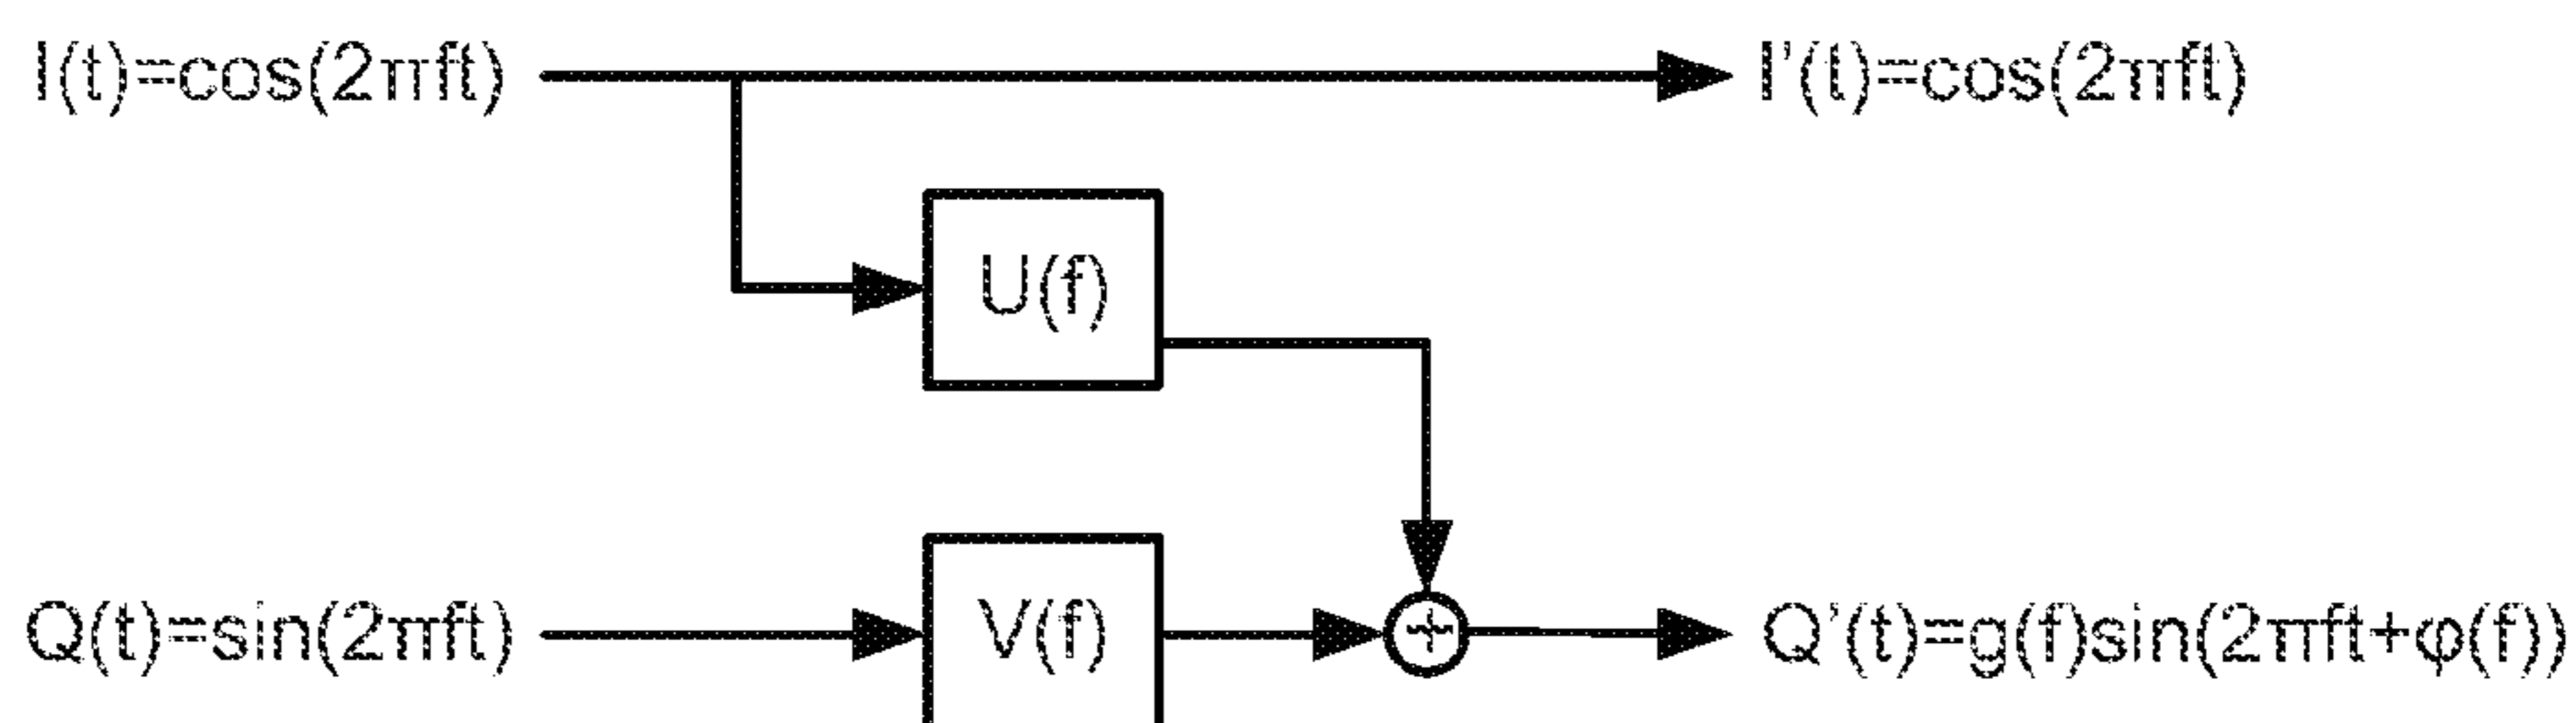 I(t)=cos(2πft)
I'(t)=cos(2πft)
U(f)
Q(t)=sin(2πft)
V(f)
+
Q'(t)=g(f)sin(2πft+φ(f))